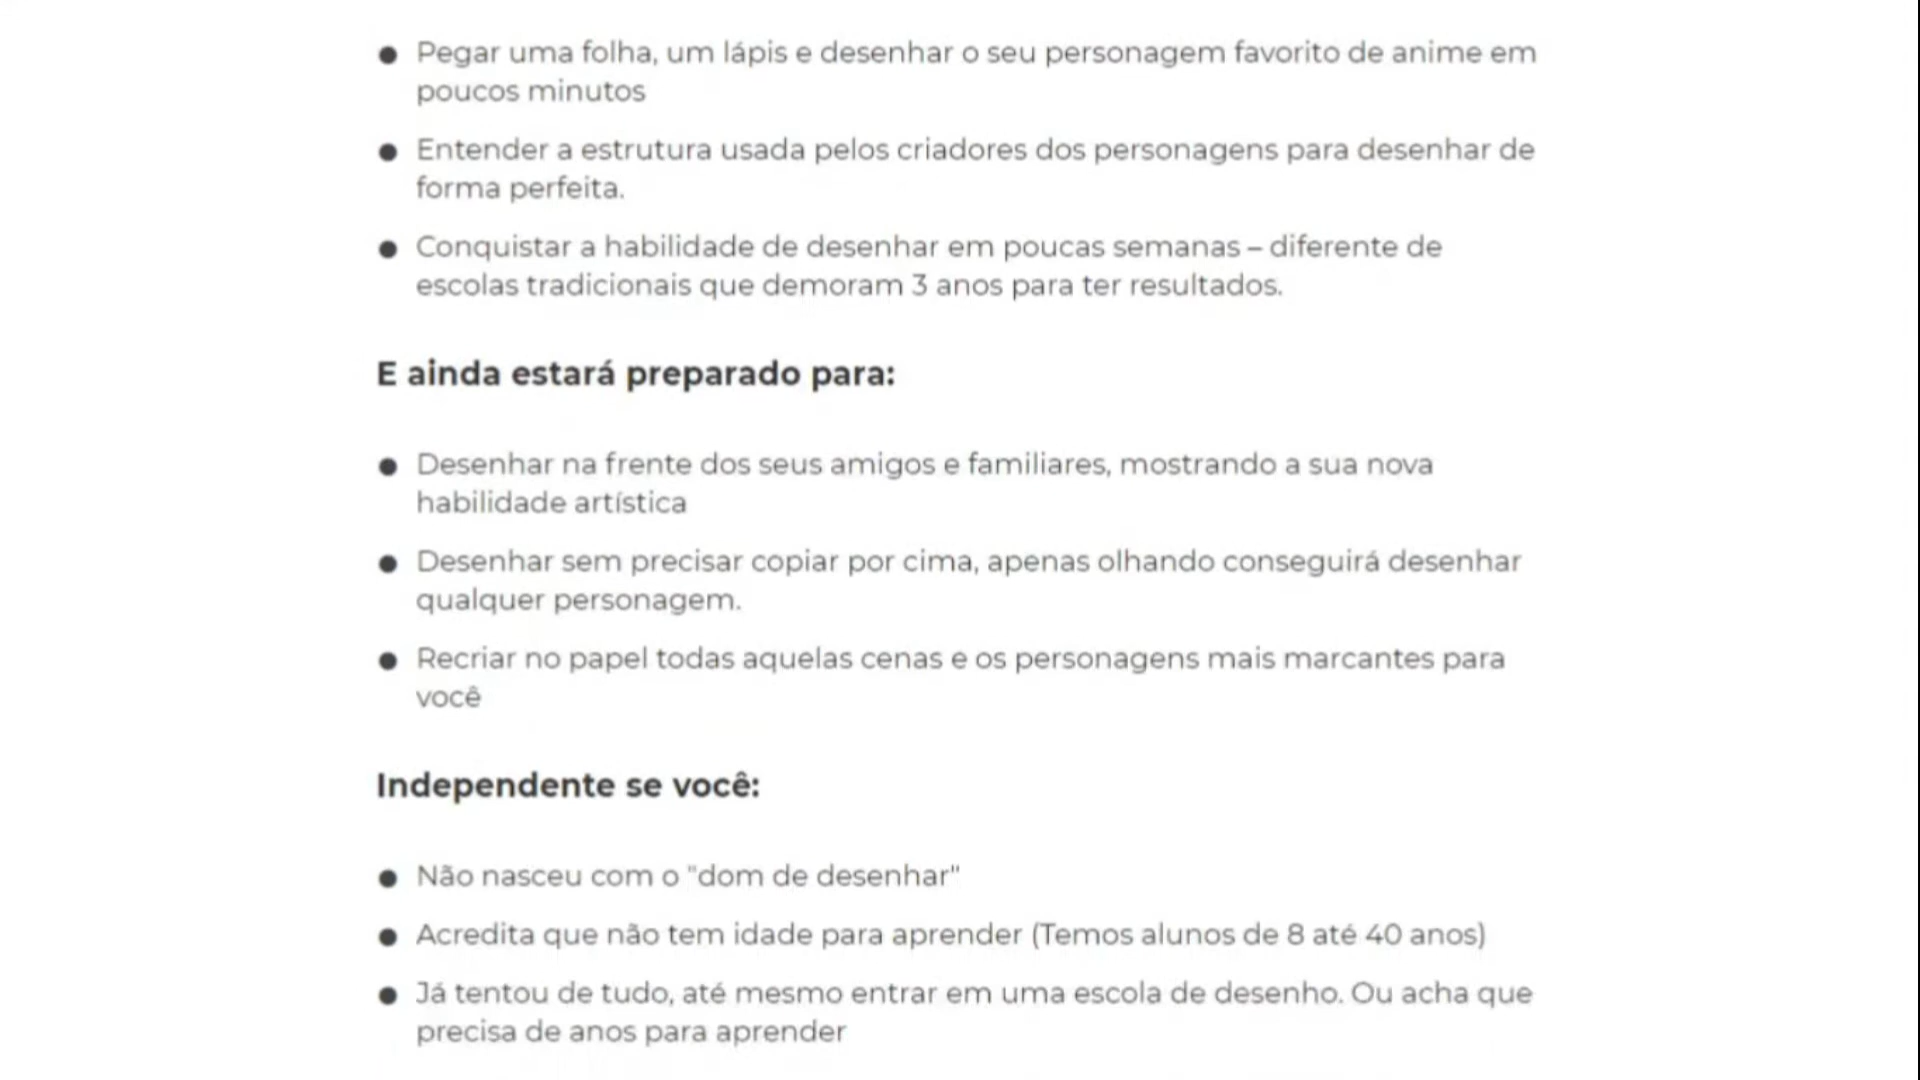 Pegar uma folha, um lápis e desenhar o seu personagem favorito de anime em
poucos minutos
Entender a estrutura usada pelos criadores dos personagens para desenhar de
forma perfeita.
Conquistar a habilidade de desenhar em poucas semanas – diferente de
escolas tradicionais que demoram 3 anos para ter resultados.
E ainda estará preparado para:
Desenhar na frente dos seus amigos e familiares, mostrando a sua nova
habilidade artística
Desenhar sem precisar copiar por cima, apenas olhando conseguirá desenhar
qualquer personagem.
Recriar no papel todas aquelas cenas e os personagens mais marcantes para
você
Independente se você:
Não nasceu com o "dom de desenhar"
Acredita que não tem idade para aprender (Temos alunos de 8 até 40 anos)
Já tentou de tudo, até mesmo entrar em uma escola de desenho. Ou acha que
precisa de anos para aprender